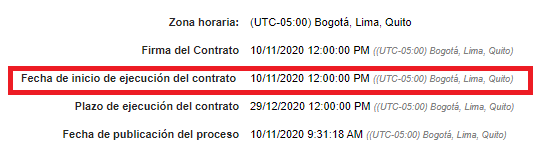 Zona horaria: (UTC-05:00) Bogotá, Lima, Quito
Firma del Contrato 10/11/2020 12:00:00 PM ((UTC-05:00) Bogotá, Lima, Quito)
Fecha de inicio de ejecución del contrato 10/11/2020 12:00:00 PM ((UTC-05:00) Bogotá, Lima, Quito)
Plazo de ejecución del contrato 29/12/2020 12:00:00 PM ((UTC-05:00) Bogotá, Lima, Quito)
Fecha de publicación del proceso 10/11/2020 9:31:18 AM ((UTC-05:00) Bogotá, Lima, Quito)